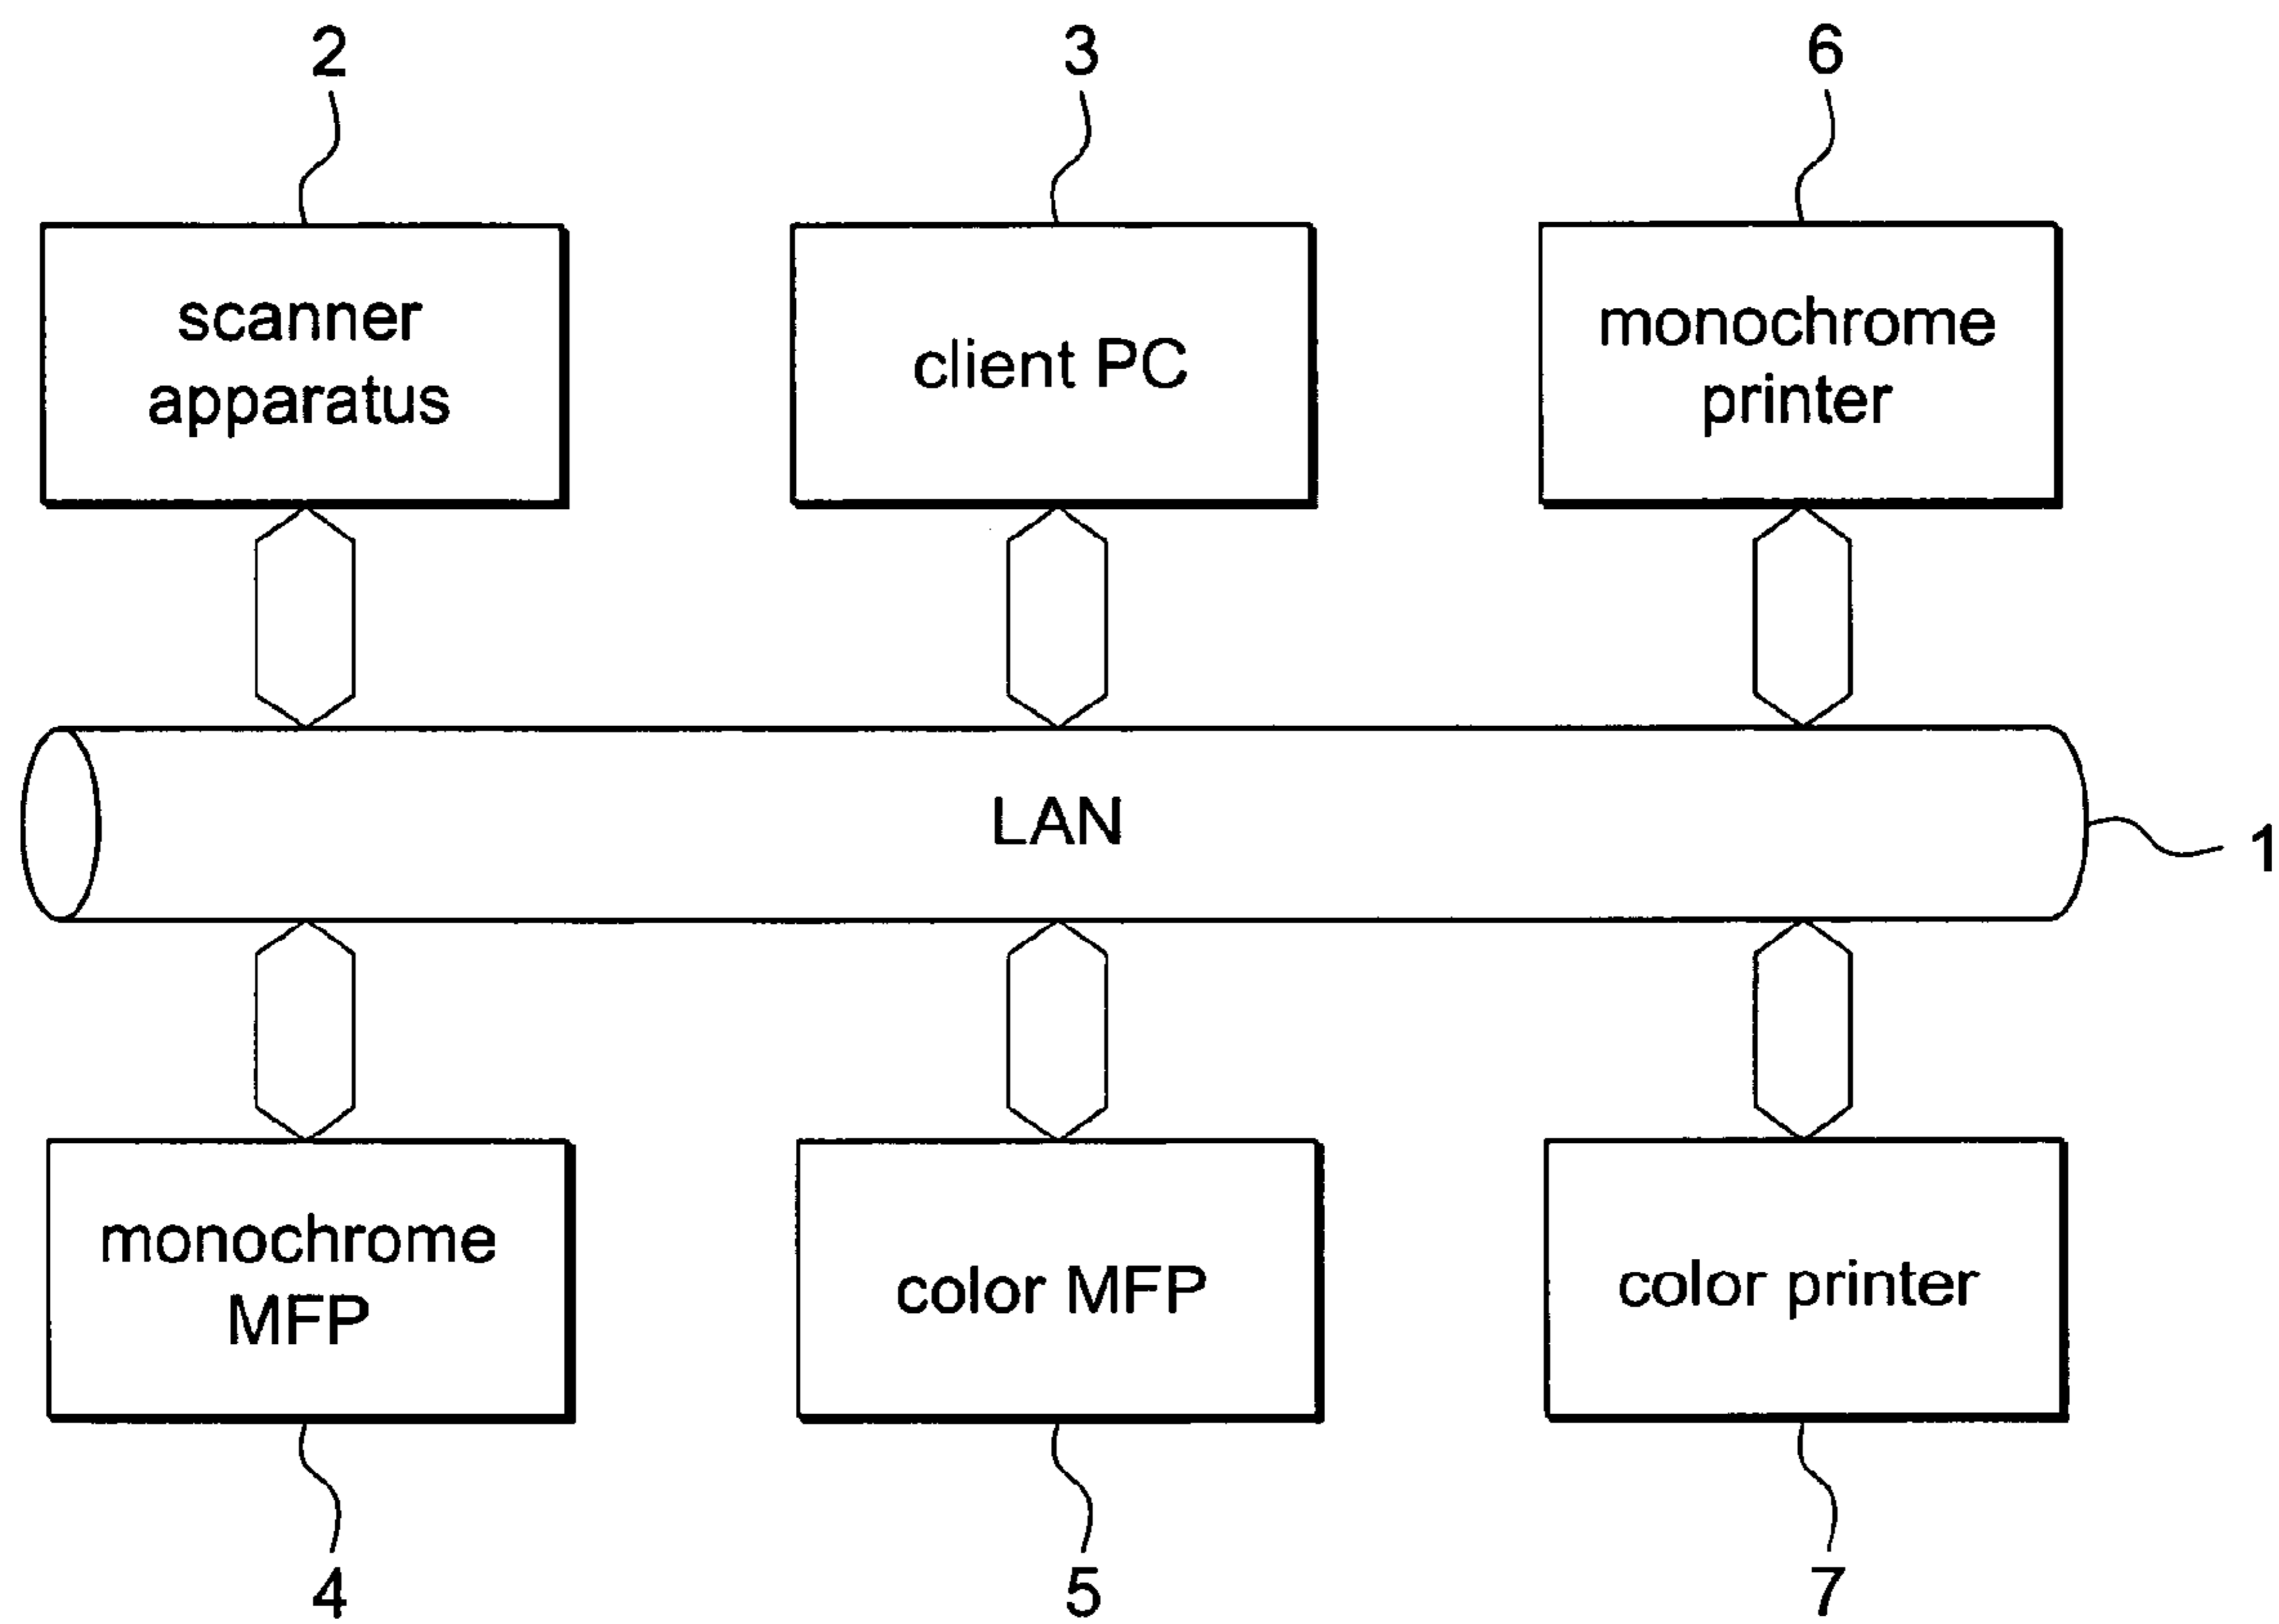 2
3
6
scanner
apparatus
client PC
monochrome
printer
LAN
1
monochrome
MFP
color MFP
color printer
4
5
7